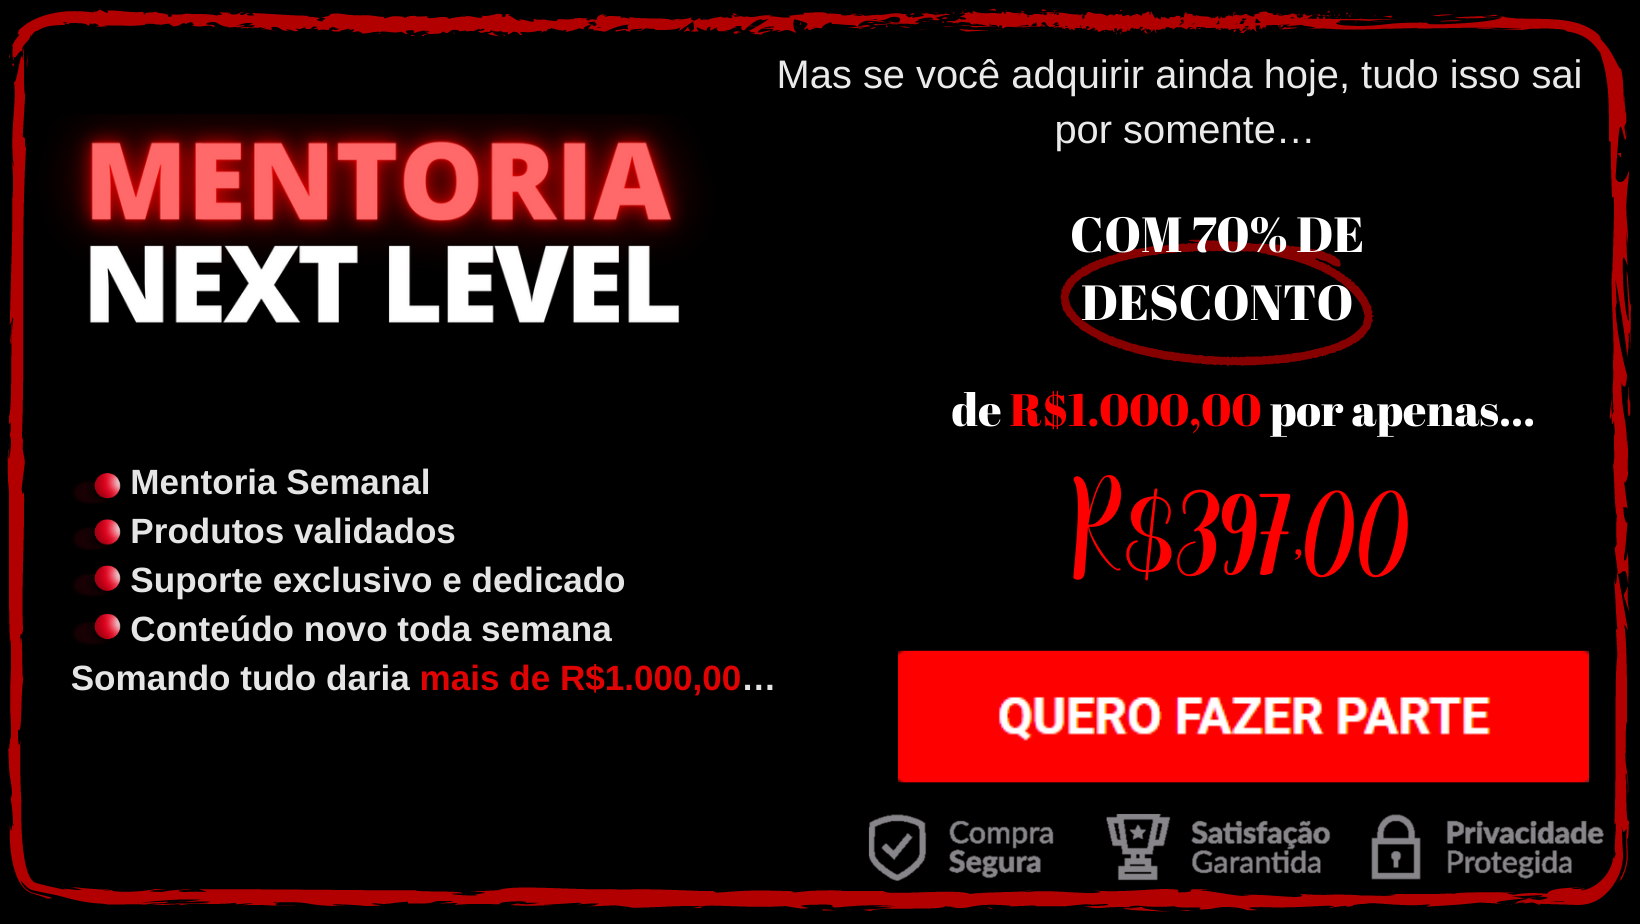 MENTORIA
NEXT LEVEL
Mentoria Semanal
Produtos validados
Suporte exclusivo e dedicado
Conteúdo novo toda semana
Somando tudo daria mais de R$1.000,00…
Mas se você adquirir ainda hoje, tudo isso sai
por somente…
COM 70% DE
DESCONTO
de R$1.000,00 por apenas...
R$397,00
QUERO FAZER PARTE
Compra
Segura
Satisfação
Garantida
Privacidade
Protegida